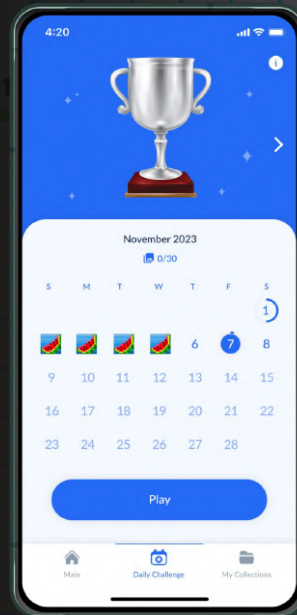 4:20
i
November 2023
0/30
S M T W T F S
1
6 7 8
9 10 11 12 13 14 15
16 17 18 19 20 21 22
23 24 25 26 27 28
Play
Main Daily Challenge My Collections